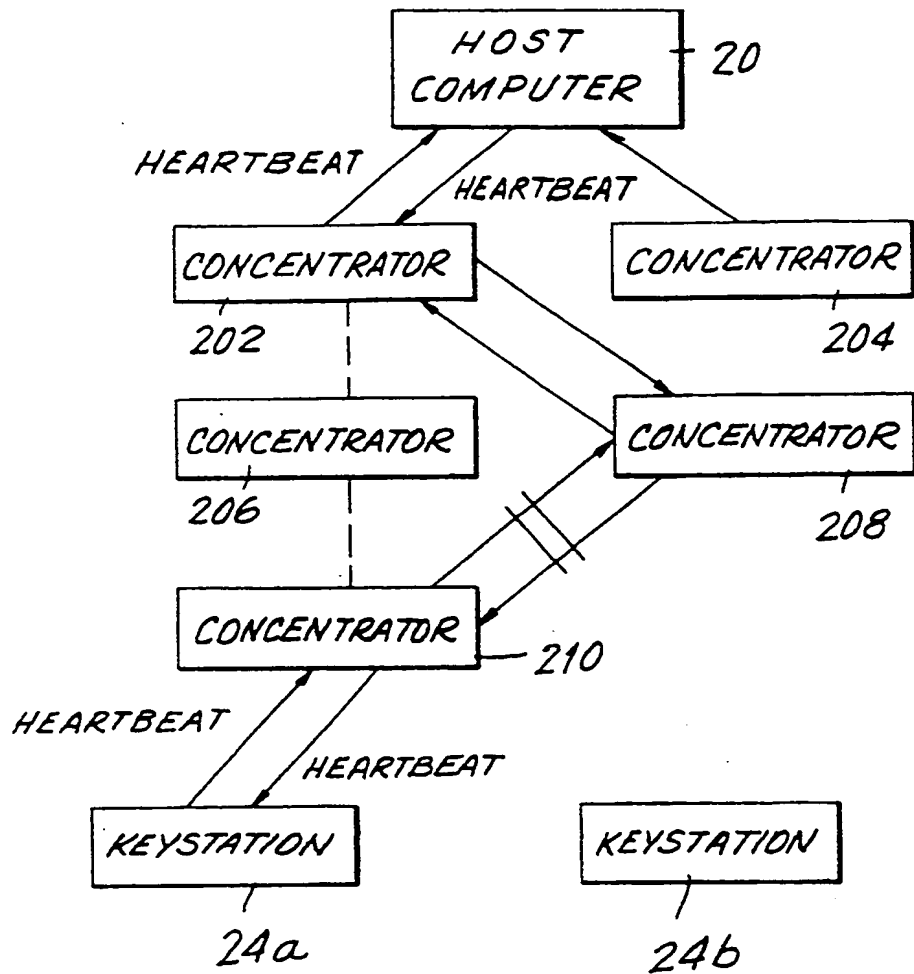 HOST
COMPUTER
20
HEARTBEAT
HEARTBEAT
CONCENTRATOR
202
CONCENTRATOR
204
CONCENTRATOR
206
CONCENTRATOR
208
CONCENTRATOR
210
HEARTBEAT
HEARTBEAT
KEYSTATION
24a
KEYSTATION
24b